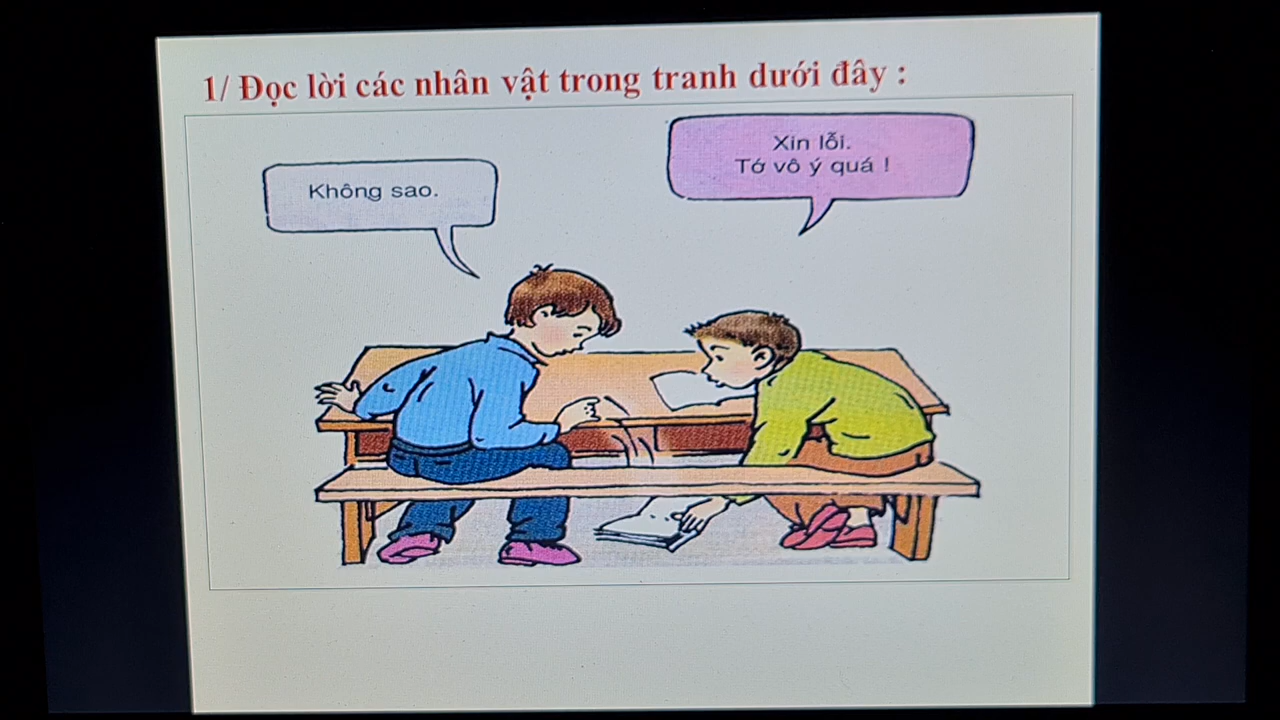 1/ Đọc lời các nhân vật trong tranh dưới đây :
Không sao.
Xin lỗi.
Tớ vô ý quá !